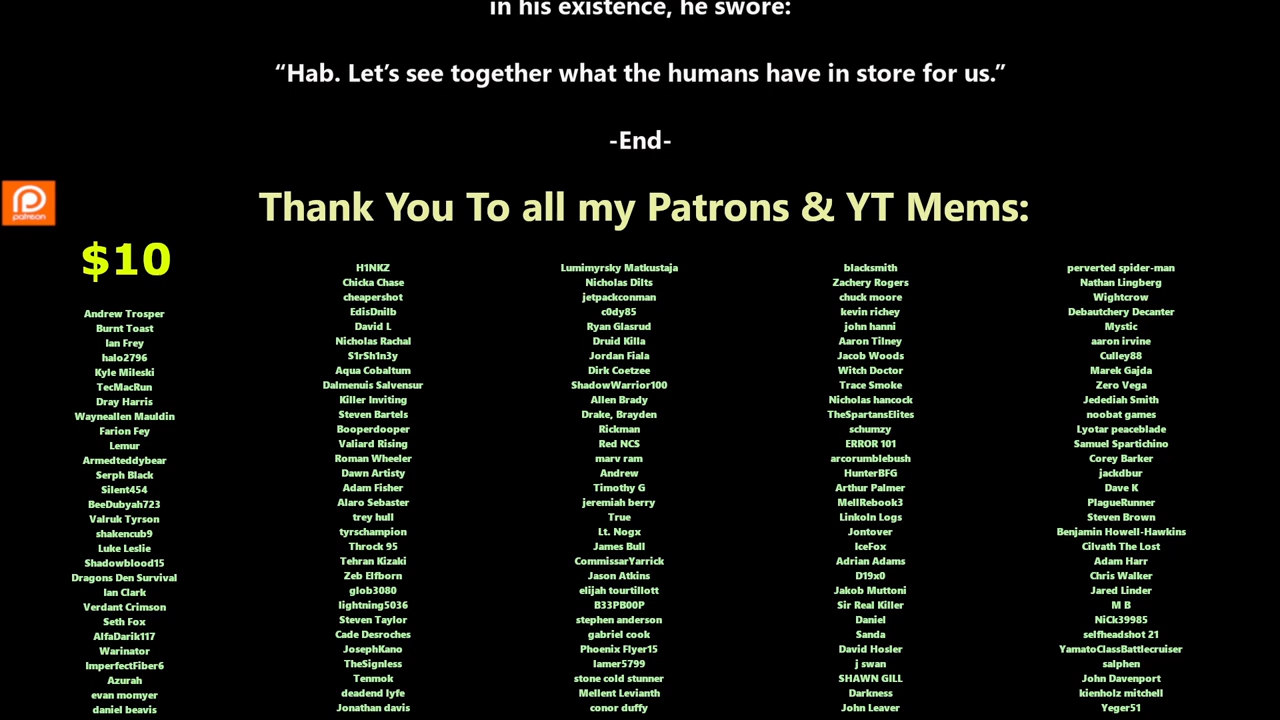 in his existence, he swore:
“Hab. Let’s see together what the humans have in store for us.”
-End-
patreon
Thank You To all my Patrons & YT Mems:
$10
Andrew Trosper
Burnt Toast
Ian Frey
halo2796
Kyle Mileski
TecMacRun
Dray Harris
Wayneallen Mauldin
Farion Fey
Lemur
Armedteddybear
Serph Black
Silent454
BeeDubyah723
Valruk Tyrson
shakencub9
Luke Leslie
Shadowblood15
Dragons Den Survival
Ian Clark
Verdant Crimson
Seth Fox
AlfaDarik117
Warinator
ImperfectFiber6
Azurah
evan momyer
daniel beavis
H1NKZ
Chicka Chase
cheapershot
EdisDnilb
David L
Nicholas Rachal
S1rSh1n3y
Aqua Cobaltum
Dalmenuis Salvensur
Killer Inviting
Steven Bartels
Booperdooper
Valiard Rising
Roman Wheeler
Dawn Artisty
Adam Fisher
Alaro Sebaster
trey hull
tyrschampion
Throck 95
Tehran Kizaki
Zeb Elfborn
glob3080
lightning5036
Steven Taylor
Cade Desroches
JosephKano
TheSignless
Tenmok
deadend lyfe
Jonathan davis
Lumimyrsky Matkustaja
Nicholas Dilts
jetpackconman
c0dy85
Ryan Glasrud
Druid Killa
Jordan Fiala
Dirk Coetzee
ShadowWarrior100
Allen Brady
Drake, Brayden
Rickman
Red NCS
marv ram
Andrew
Timothy G
jeremiah berry
True
Lt. Nogx
James Bull
CommissarYarrick
Jason Atkins
elijah tourtillott
B33PB00P
stephen anderson
gabriel cook
Phoenix Flyer15
lamer5799
stone cold stunner
Mellent Levianth
conor duffy
blacksmith
Zachery Rogers
chuck moore
kevin richey
john hanni
Aaron Tilney
Jacob Woods
Witch Doctor
Trace Smoke
Nicholas hancock
TheSpartansElites
schumzy
ERROR 101
arcorumblebush
HunterBFG
Arthur Palmer
MellRebook3
Linkoln Logs
Jontover
IceFox
Adrian Adams
D19x0
Jakob Muttoni
Sir Real Killer
Daniel
Sanda
David Hosler
j swan
SHAWN GILL
Darkness
John Leaver
perverted spider-man
Nathan Lingberg
Wightcrow
Debautchery Decanter
Mystic
aaron irvine
Culley88
Marek Gajda
Zero Vega
Jedediah Smith
noobat games
Lyotar peaceblade
Samuel Spartichino
Corey Barker
jackdbur
Dave K
PlagueRunner
Steven Brown
Benjamin Howell-Hawkins
Cilvath The Lost
Adam Harr
Chris Walker
Jared Linder
M B
NiCk39985
selfheadshot 21
YamatoClassBattlecruiser
salphen
John Davenport
kienholz mitchell
Yeger51